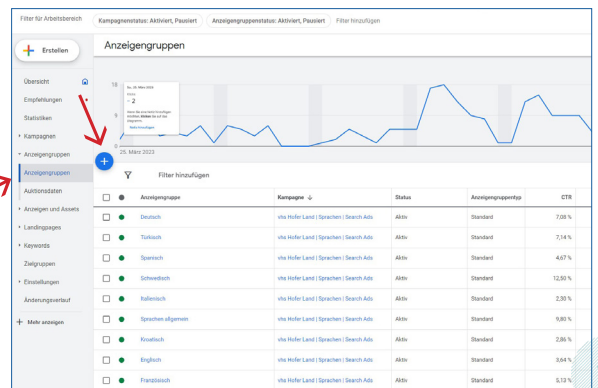 Filter für Arbeitsbereich
Kampagnenstatus: Aktiviert, Pausiert
Anzeigengruppenstatus: Aktiviert, Pausiert
Filter hinzufügen
Erstellen
Anzeigengruppen
Übersicht
Empfehlungen
Statistiken
Kampagnen
Anzeigengruppen
Anzeigengruppen
Auktionsdaten
Anzeigen und Assets
Landingpages
Keywords
Zielgruppen
Einstellungen
Änderungsverlauf
Mehr anzeigen
18
9
0
25. März 2023
Filter hinzufügen
Anzeigengruppe Kampagne Status Anzeigengruppentyp CTR
Deutsch vhs Hofer Land | Sprachen | Search Ads Aktiv Standard 7,08 %
Türkisch vhs Hofer Land | Sprachen | Search Ads Aktiv Standard 7,14 %
Spanisch vhs Hofer Land | Sprachen | Search Ads Aktiv Standard 4,67 %
Schwedisch vhs Hofer Land | Sprachen | Search Ads Aktiv Standard 12,50 %
Italienisch vhs Hofer Land | Sprachen | Search Ads Aktiv Standard 2,30 %
Sprachen allgemein vhs Hofer Land | Sprachen | Search Ads Aktiv Standard 9,80 %
Kroatisch vhs Hofer Land | Sprachen | Search Ads Aktiv Standard 2,86 %
Englisch vhs Hofer Land | Sprachen | Search Ads Aktiv Standard 3,64 %
Französisch vhs Hofer Land | Sprachen | Search Ads Aktiv Standard 5,13 %